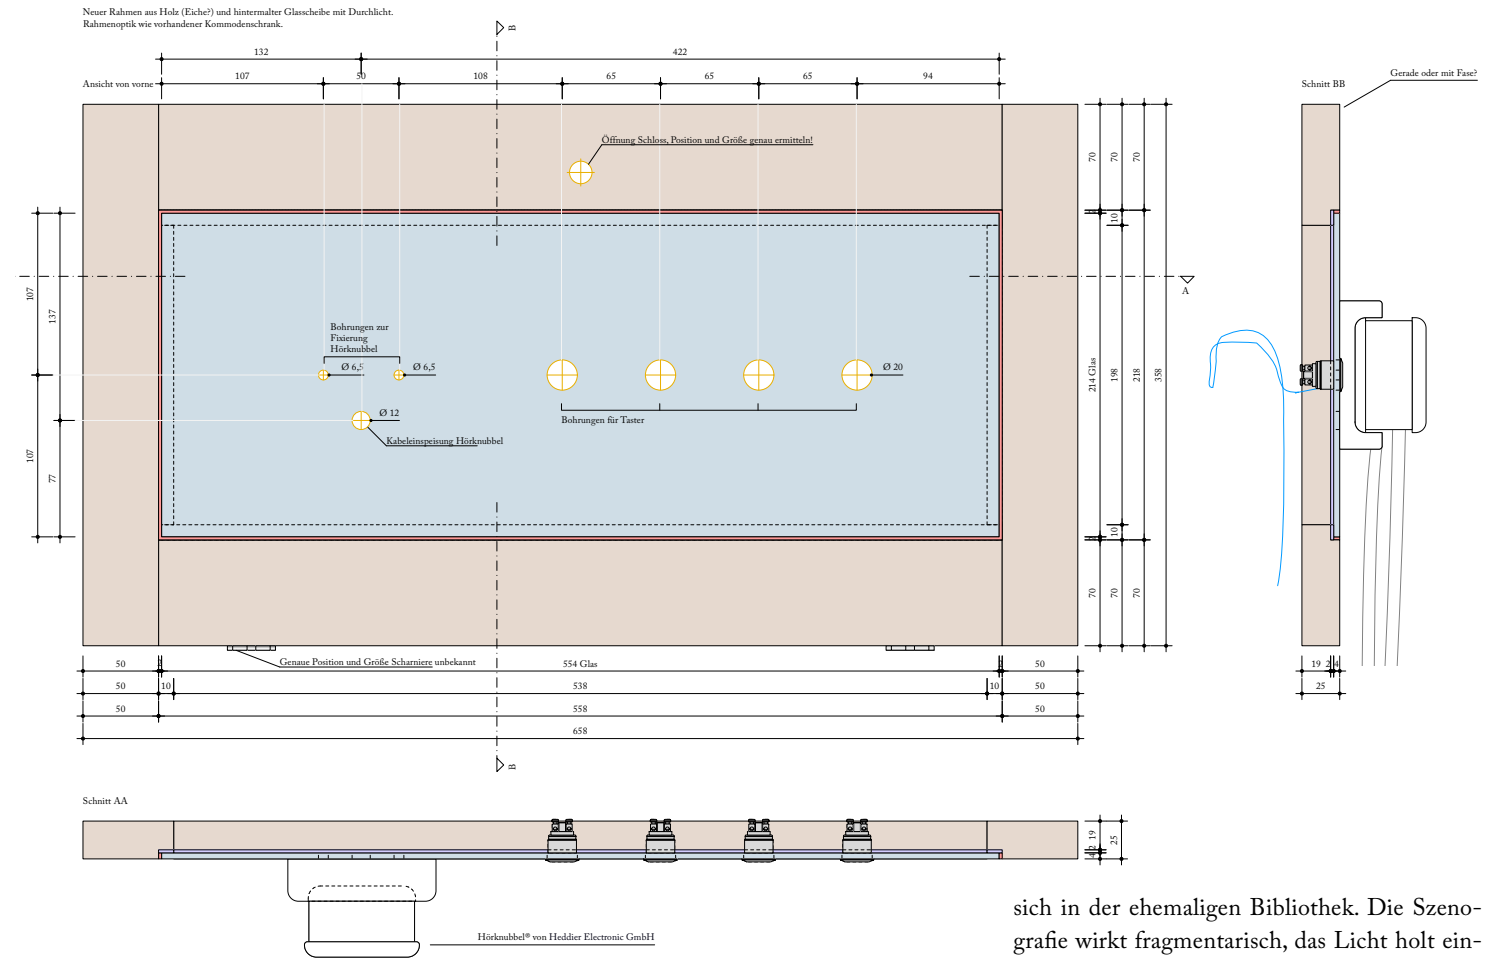 Neuer Rahmen aus Holz (Eiche?) und hintermalter Glasscheibe mit Durchlicht.
Rahmenoptik wie vorhandener Kommodenschrank.
B
132
422
Ansicht von vorne
107
50
108
65
65
65
94
Schnitt BB
Gerade oder mit Fase?
Öffnung Schloss, Position und Größe genau ermitteln!
70
70
70
10
107
137
A
Bohrungen zur
Fixierung
Hörknubbel
Ø 6,5
Ø 6,5
Ø 20
214 Glas
198
218
358
Ø 12
Bohrungen für Taster
Kabeleinspeisung Hörknubbel
107
77
10
70
70
70
Genaue Position und Größe Scharniere unbekannt
50
2
554 Glas
2
50
19
2
4
50
10
538
10
50
25
50
558
50
658
B
Schnitt AA
19
2
4
25
Hörknubbel® von Heddier Electronic GmbH
sich in der ehemaligen Bibliothek. Die Szeno-
grafie wirkt fragmentarisch, das Licht holt ein-